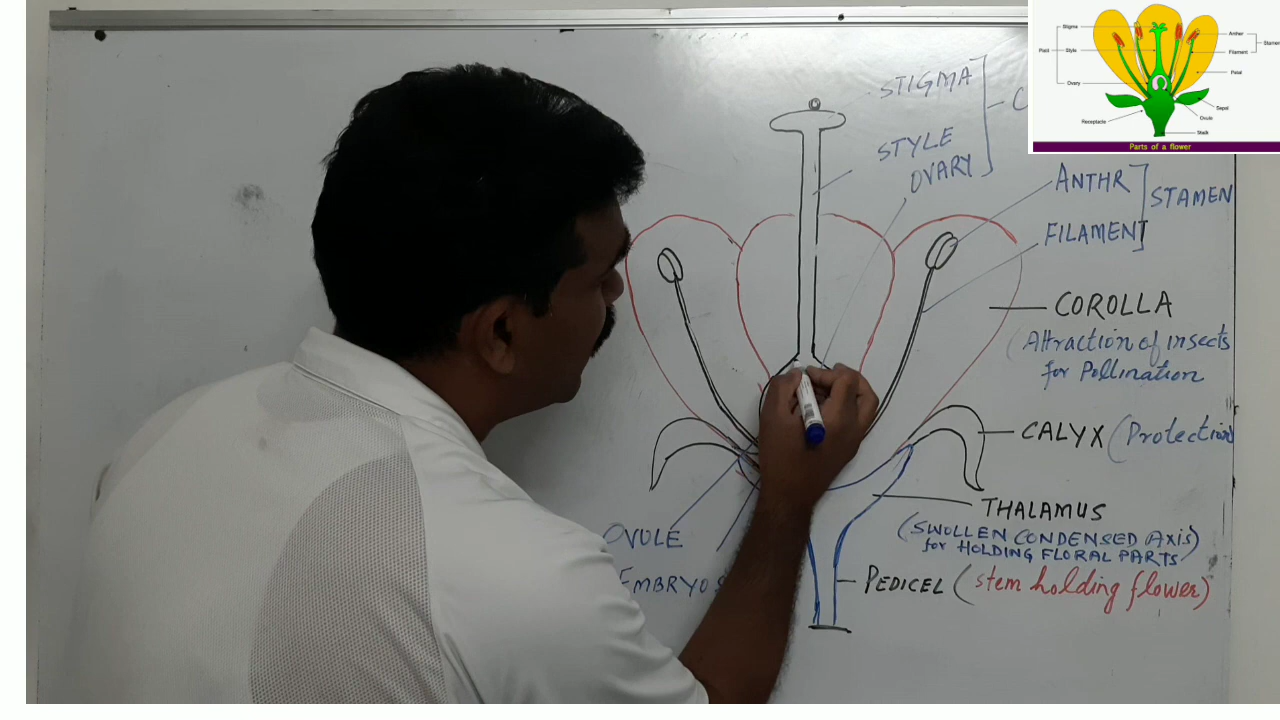 STIGMA
STYLE
OVARY
C
ANTHR
STAMEN
FILAMENT
COROLLA
(Attraction of insects
for Pollination
CALYX (Protection)
THALAMUS
(SWOLLEN CONDENSED AXIS)
for HOLDING FLORAL PARTS
PEDICEL (stem holding flower)
OVULE
EMBRYOS
Stigma
Style
Ovary
Receptacle
Anther
Filament
Stamen
Petal
Sepal
Ovule
Stalk
Parts of a flower